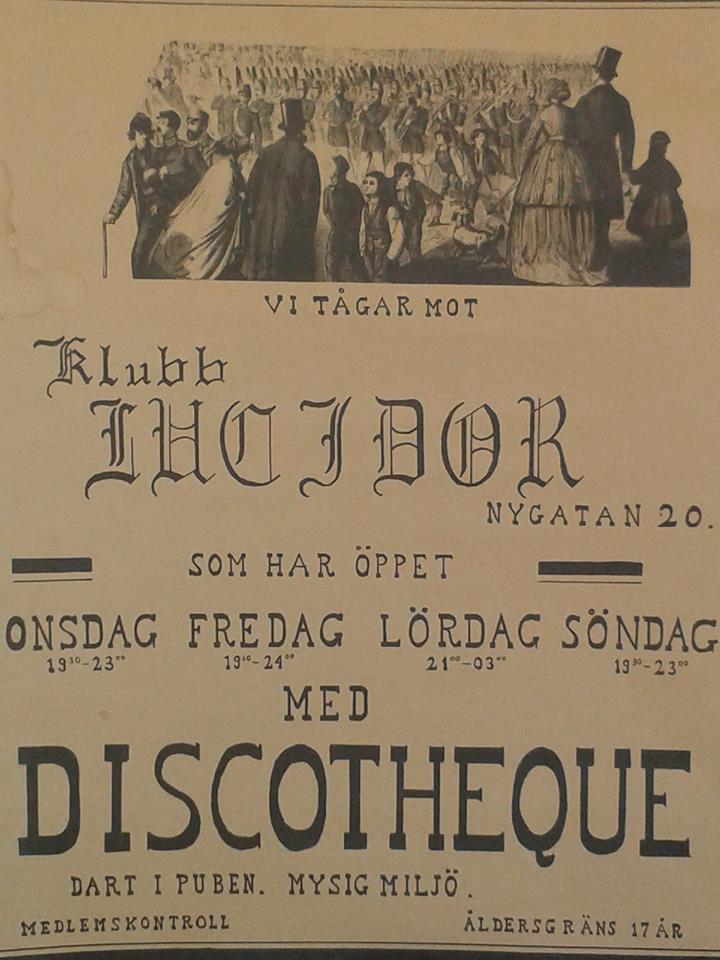 VI TÅGAR MOT
Klubb
LUCIDOR
NYGATAN 20.
SOM HAR ÖPPET
ONSDAG FREDAG LÖRDAG SÖNDAG
19³⁰-23⁰⁰ 19³⁰-24⁰⁰ 21⁰⁰-03⁰⁰ 19³⁰-23⁰⁰
MED
DISCOTHEQUE
DART I PUBEN. MYSIG MILJÖ.
MEDLEMSKONTROLL ÅLDERSGRÄNS 17 ÅR